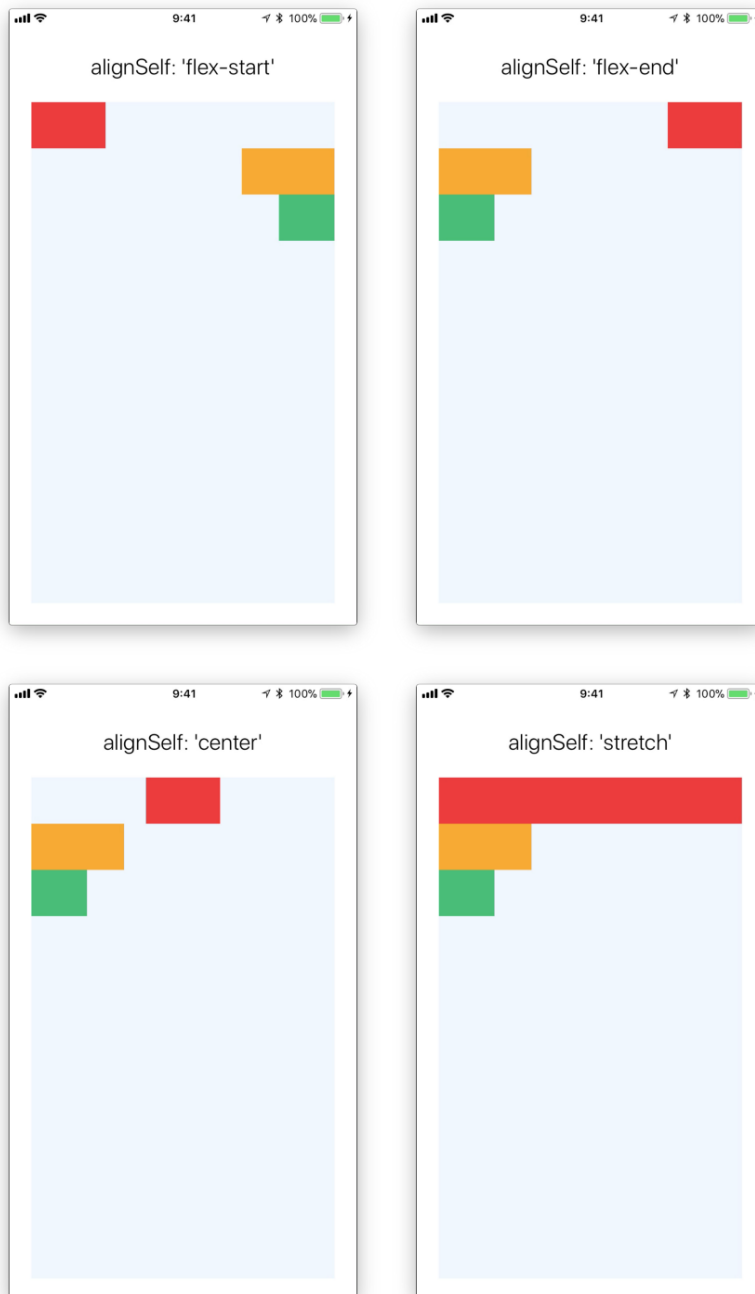 9:41 100%
9:41 100%
alignSelf: 'flex-start'
alignSelf: 'flex-end'
9:41 100%
9:41 100%
alignSelf: 'center'
alignSelf: 'stretch'